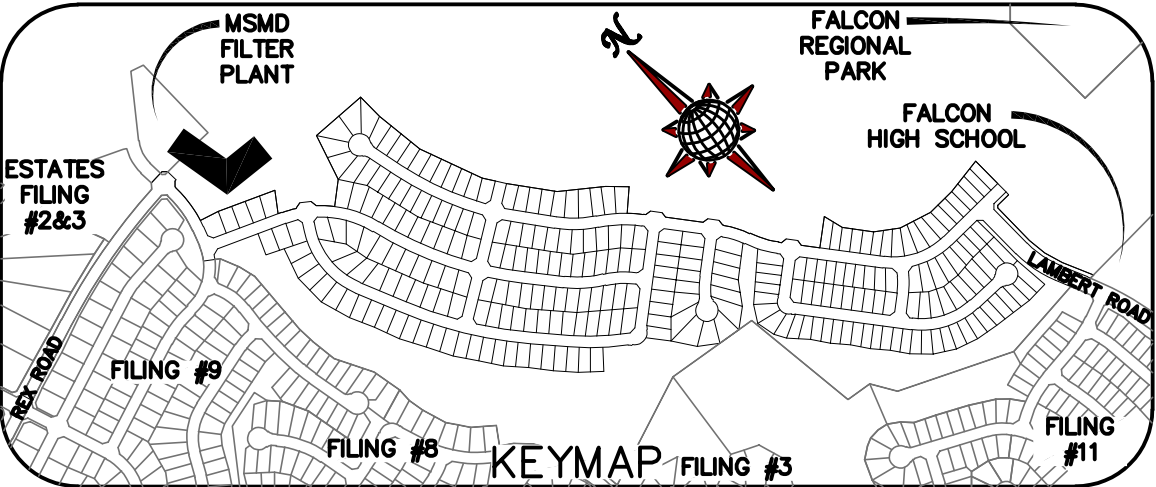 MSMD
FILTER
PLANT
N
FALCON
REGIONAL
PARK
FALCON
HIGH SCHOOL
ESTATES
FILING
#2&3
LAMBERT ROAD
REX ROAD
FILING #9
FILING #8
KEYMAP
FILING #3
FILING
#11